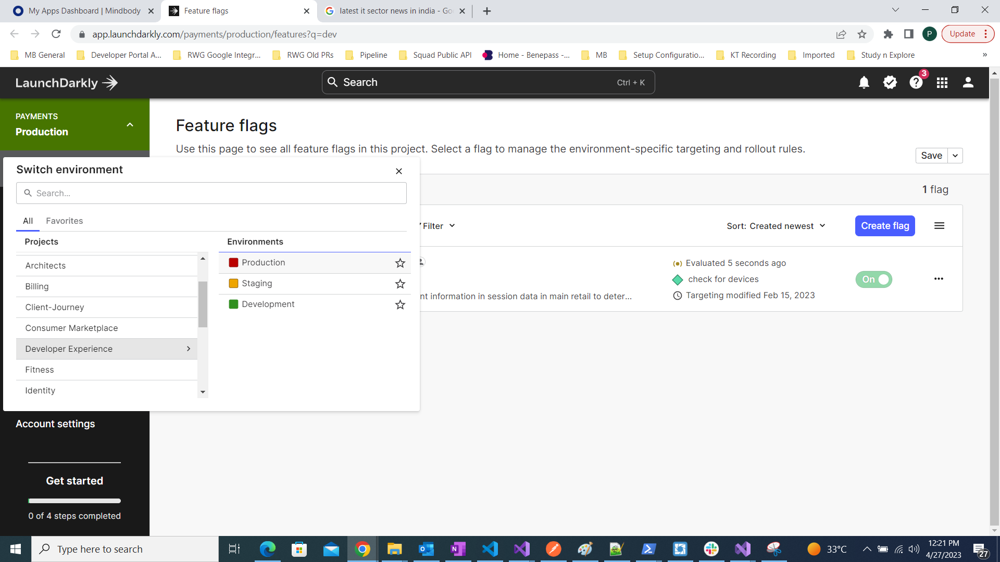 My Apps Dashboard | Mindbody
Feature flags
latest it sector news in india - Go
app.launchdarkly.com/payments/production/features?q=dev
P
Update
MB General
Developer Portal A...
RWG Google Integr...
RWG Old PRs
Pipeline
Squad Public API
Home - Benepass -...
MB
Setup Configuratio...
KT Recording
Imported
Study n Explore
»
LaunchDarkly
Search
Ctrl + K
3
PAYMENTS
Production
Feature flags
Use this page to see all feature flags in this project. Select a flag to manage the environment-specific targeting and rollout rules.
Save
Switch environment
Search...
1 flag
All
Favorites
Filter
Sort: Created newest
Create flag
Projects
Environments
Architects
Billing
Client-Journey
Consumer Marketplace
Developer Experience
Fitness
Identity
Production
Staging
Development
Evaluated 5 seconds ago
check for devices
Targeting modified Feb 15, 2023
nt information in session data in main retail to deter...
On
Account settings
Get started
0 of 4 steps completed
Type here to search
33°C
12:21 PM
4/27/2023
27